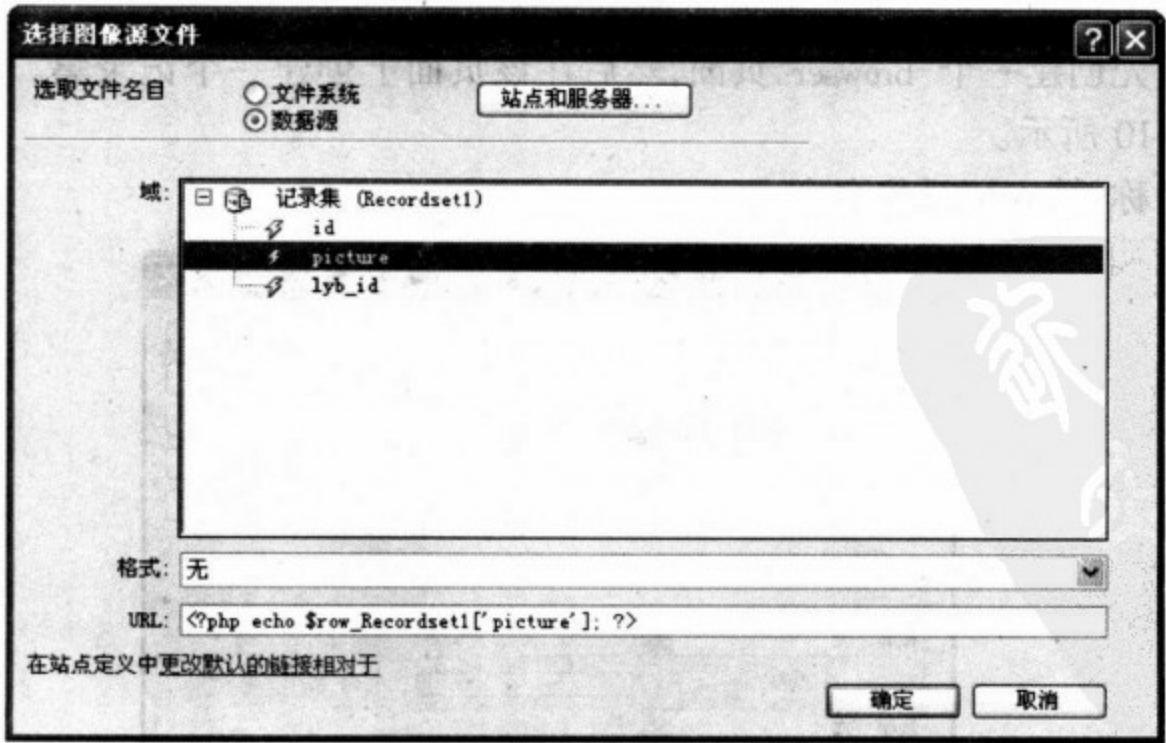 选择图像源文件
选取文件名自
文件系统
数据源
站点和服务器...
域:
记录集 (Recordset1)
id
picture
lyb_id
格式:
无
URL:
<?php echo $row_Recordset1['picture']; ?>
在站点定义中更改默认的链接相对于
确定
取消